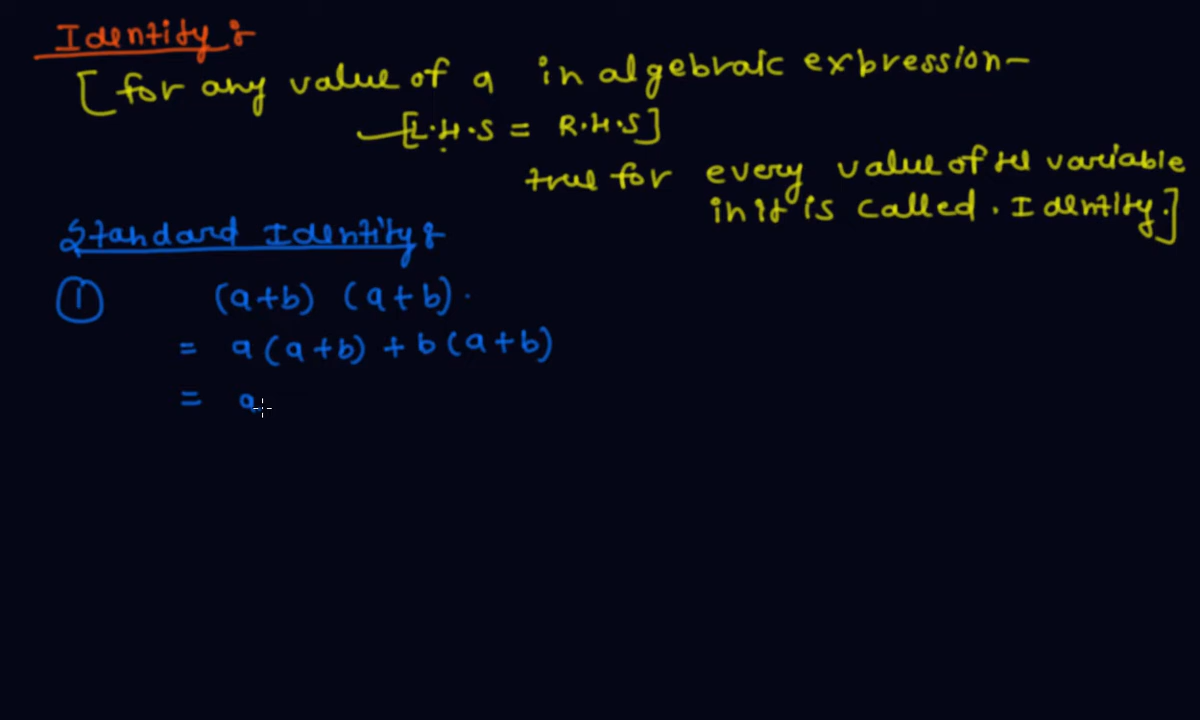 Identity :-
[ for any value of a in algebraic expression -
[L.H.S = R.H.S]
true for every value of the variable
in it is called . Identity.]
Standard Identity :-
① (a+b) (a+b).
= a (a+b) + b (a+b)
= a